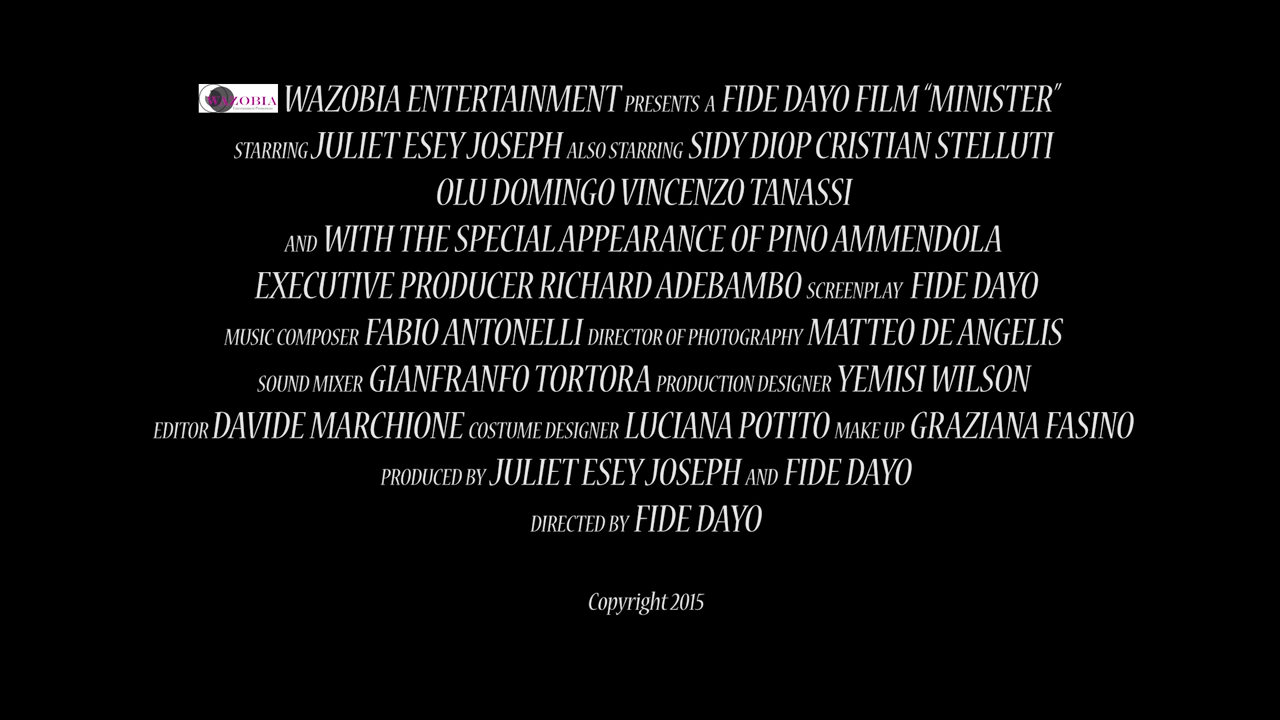 WAZOBIA WAZOBIA ENTERTAINMENT PRESENTS A FIDE DAYO FILM “MINISTER”
STARRING JULIET ESEY JOSEPH ALSO STARRING SIDY DIOP CRISTIAN STELLUTI
OLU DOMINGO VINCENZO TANASSI
AND WITH THE SPECIAL APPEARANCE OF PINO AMMENDOLA
EXECUTIVE PRODUCER RICHARD ADEBAMBO SCREENPLAY FIDE DAYO
MUSIC COMPOSER FABIO ANTONELLI DIRECTOR OF PHOTOGRAPHY MATTEO DE ANGELIS
SOUND MIXER GIANFRANFO TORTORA PRODUCTION DESIGNER YEMISI WILSON
EDITOR DAVIDE MARCHIONE COSTUME DESIGNER LUCIANA POTITO MAKE UP GRAZIANA FASINO
PRODUCED BY JULIET ESEY JOSEPH AND FIDE DAYO
DIRECTED BY FIDE DAYO
Copyright 2015